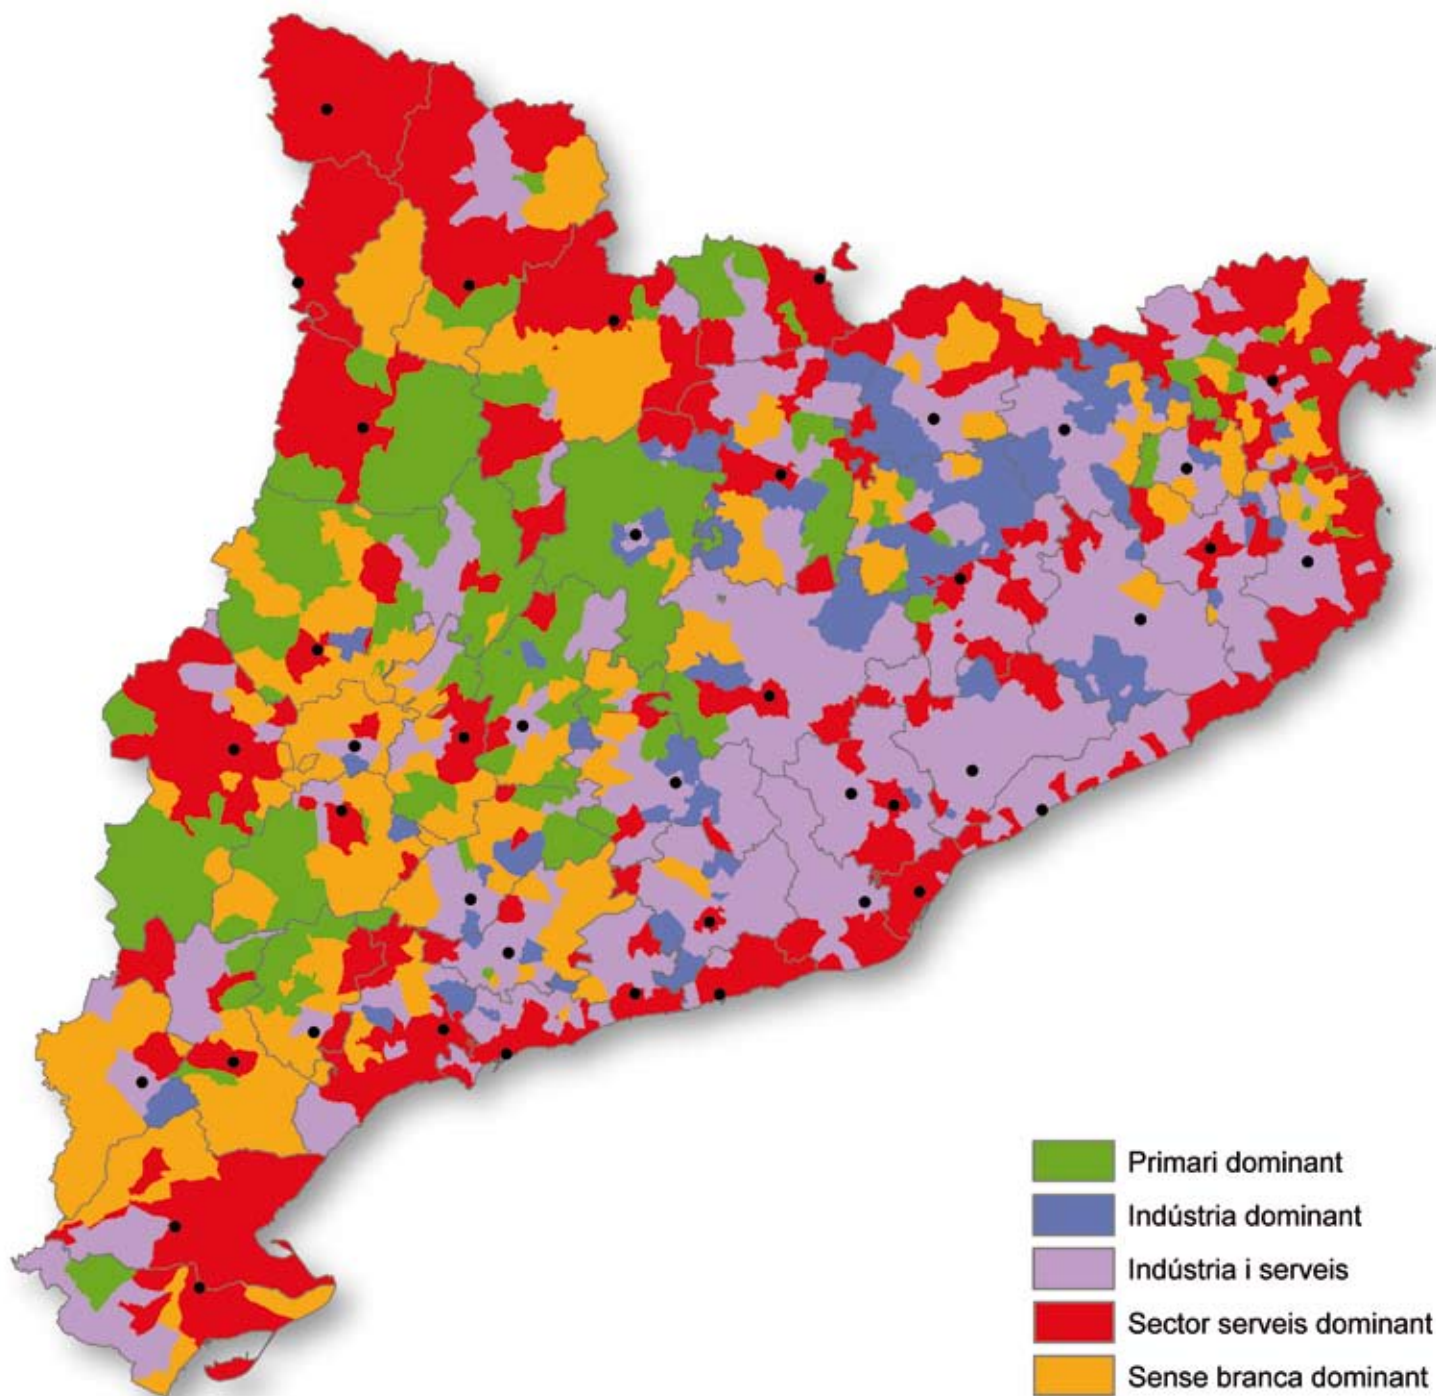 Primari dominant
Indústria dominant
Indústria i serveis
Sector serveis dominant
Sense branca dominant